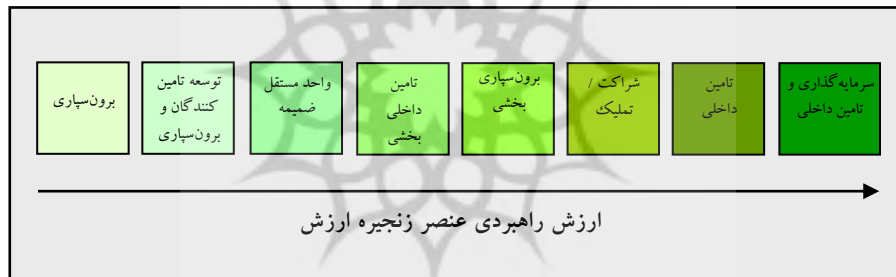 سرمایه‌گذاری و
تامین داخلی
تامین
داخلی
شراکت /
تملیک
برون‌سپاری
بخشی
تامین
داخلی
بخشی
واحد مستقل
ضمیمه
توسعه تامین
کنندگان و
برون‌سپاری
برون‌سپاری
ارزش راهبردی عنصر زنجیره ارزش